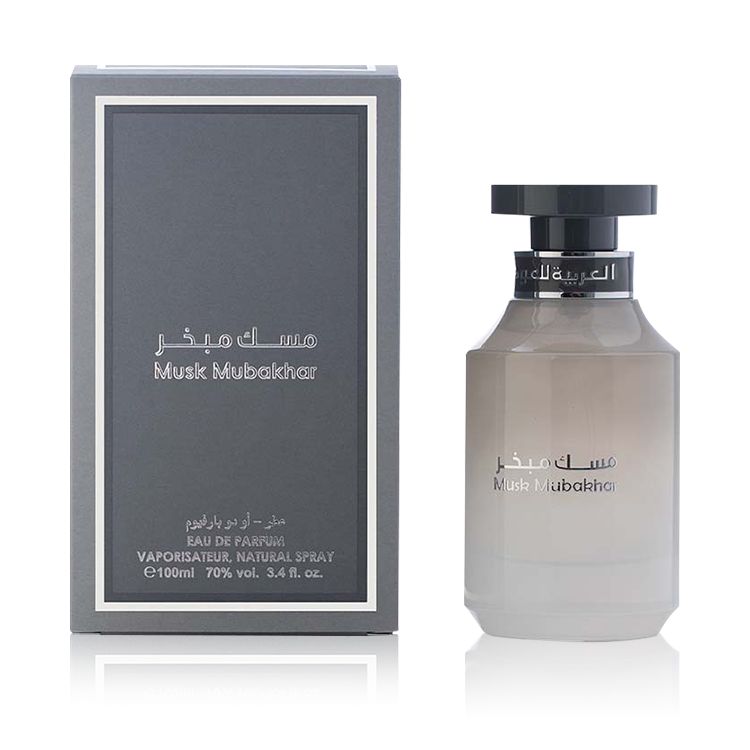 مسك مبخر
Musk Mubakhar
عطر - أو دو بارفيوم
EAU DE PARFUM
VAPORISATEUR, NATURAL SPRAY
℮100ml 70% vol. 3.4 fl. oz.
العربية للعود
مسك مبخر
Musk Mubakhar